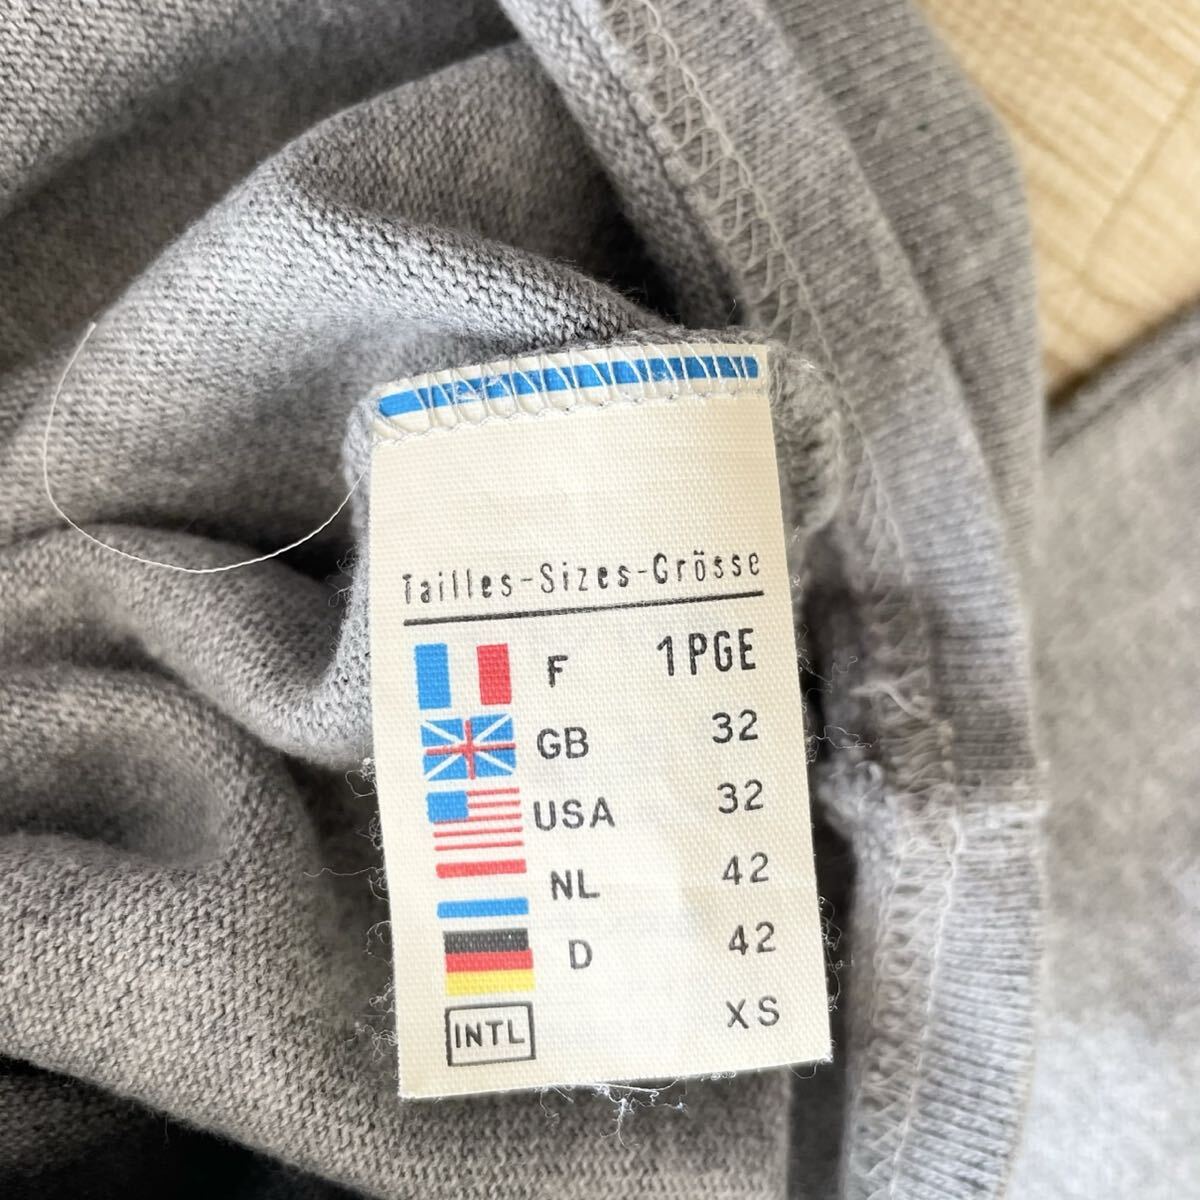 Tailles-Sizes-Grösse
F 1PGE
GB 32
USA 32
NL 42
D 42
INTL XS